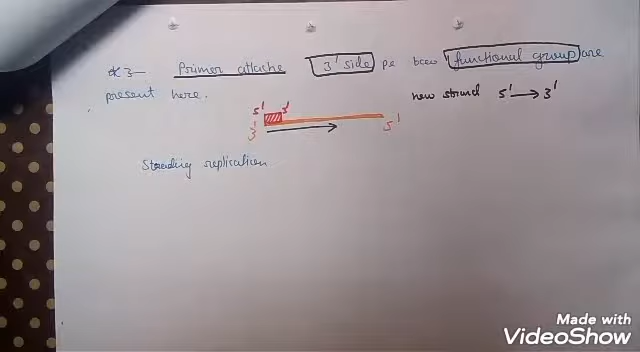 * 3- Primer attache 3' side pe bcoz functional group are
present here.
new strand 5' → 3'
5' 3'
3' 5'
Steading replication
Made with
VideoShow